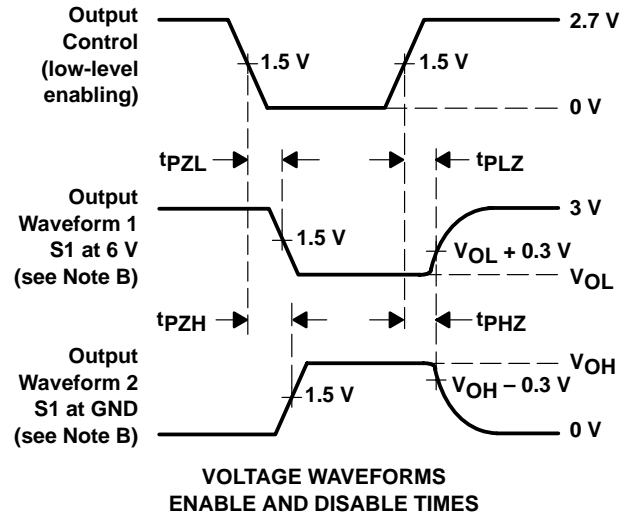 Output
Control
(low-level
enabling)
2.7 V
1.5 V
1.5 V
0 V
tPZL
tPLZ
Output
Waveform 1
S1 at 6 V
(see Note B)
3 V
1.5 V
VOL + 0.3 V
VOL
tPZH
tPHZ
Output
Waveform 2
S1 at GND
(see Note B)
VOH
1.5 V
VOH – 0.3 V
0 V
VOLTAGE WAVEFORMS
ENABLE AND DISABLE TIMES